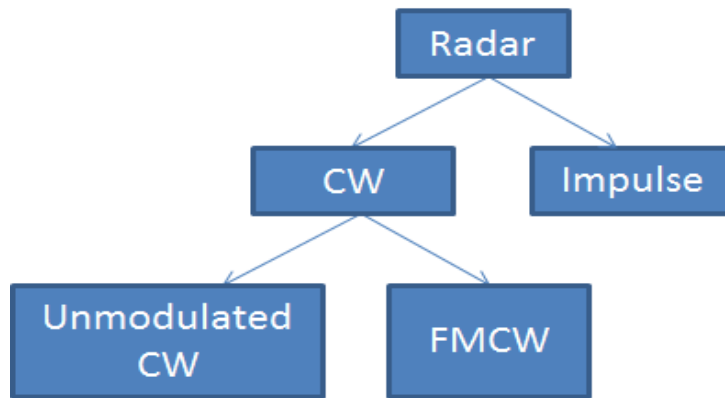 Radar
CW
Impulse
Unmodulated
CW
FMCW